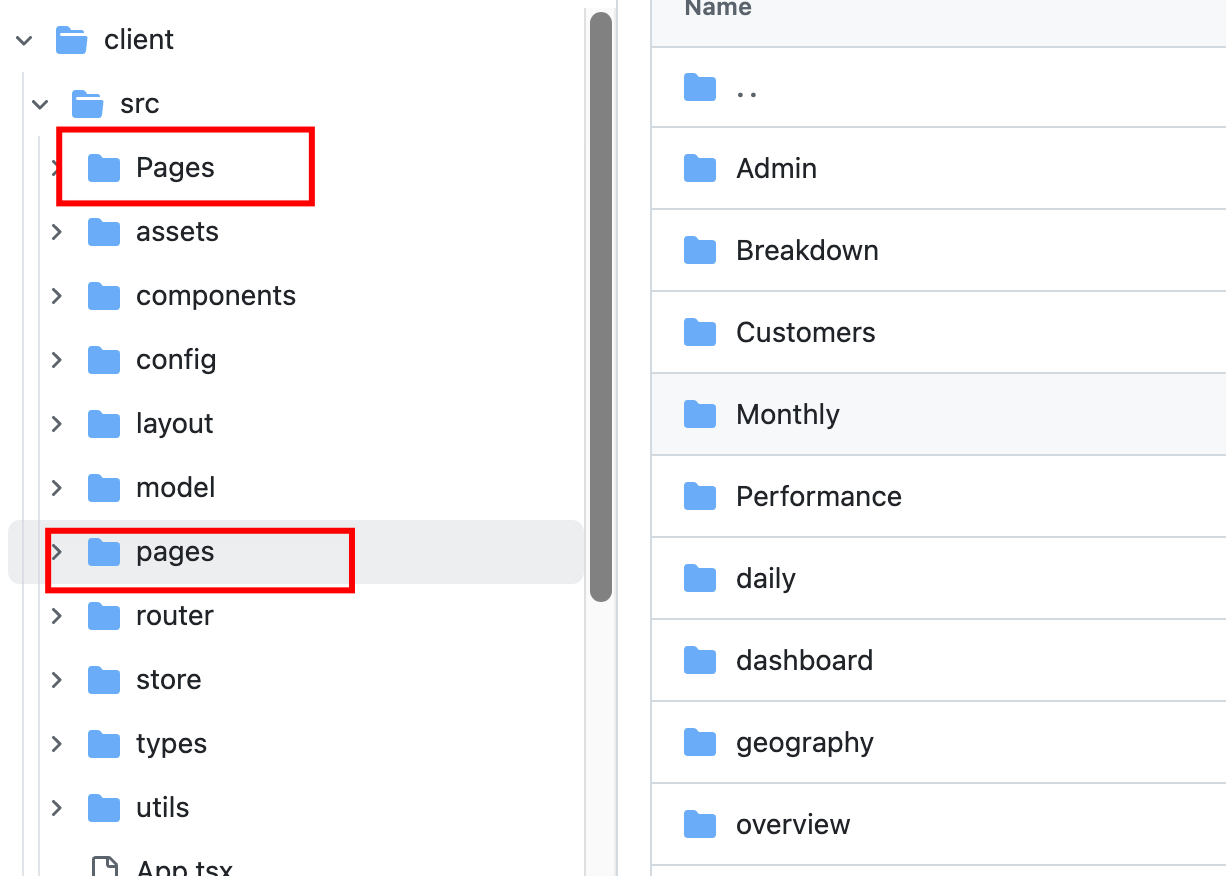 client
src
Pages
assets
components
config
layout
model
pages
router
store
types
utils
App.tsx
Name
..
Admin
Breakdown
Customers
Monthly
Performance
daily
dashboard
geography
overview